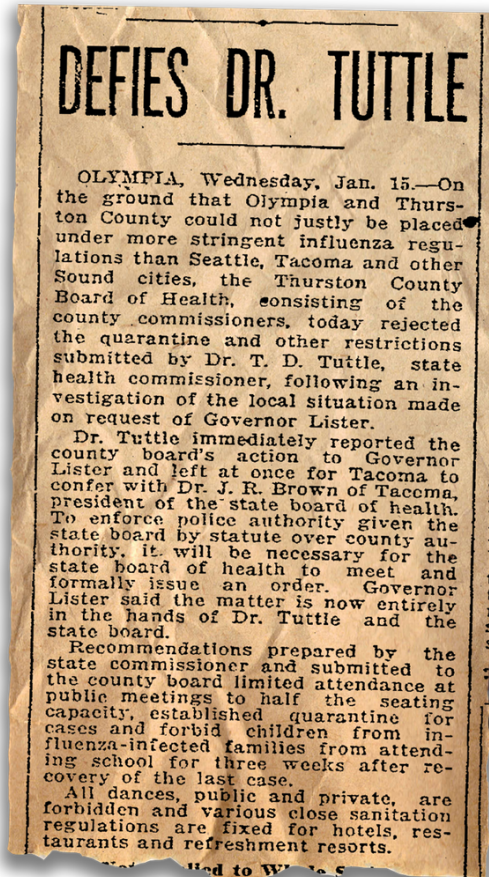 DEFIES DR. TUTTLE
OLYMPIA, Wednesday, Jan. 15.—On
the ground that Olympia and Thurs-
ton County could not justly be placed
under more stringent influenza regu-
lations than Seattle, Tacoma and other
Sound cities, the Thurston County
Board of Health, consisting of the
county commissioners, today rejected
the quarantine and other restrictions
submitted by Dr. T. D. Tuttle, state
health commissioner, following an in-
vestigation of the local situation made
on request of Governor Lister.
Dr. Tuttle immediately reported the
county board's action to Governor
Lister and left at once for Tacoma to
confer with Dr. J. R. Brown of Tacoma,
president of the state board of health.
To enforce police authority given the
state board by statute over county au-
thority, it will be necessary for the
state board of health to meet and
formally issue an order. Governor
Lister said the matter is now entirely
in the hands of Dr. Tuttle and the
state board.
Recommendations prepared by the
state commissioner and submitted to
the county board limited attendance at
public meetings to half the seating
capacity, established quarantine for
cases and forbid children from in-
fluenza-infected families from attend-
ing school for three weeks after re-
covery of the last case.
All dances, public and private, are
forbidden and various close sanitation
regulations are fixed for hotels, res-
taurants and refreshment resorts.
to